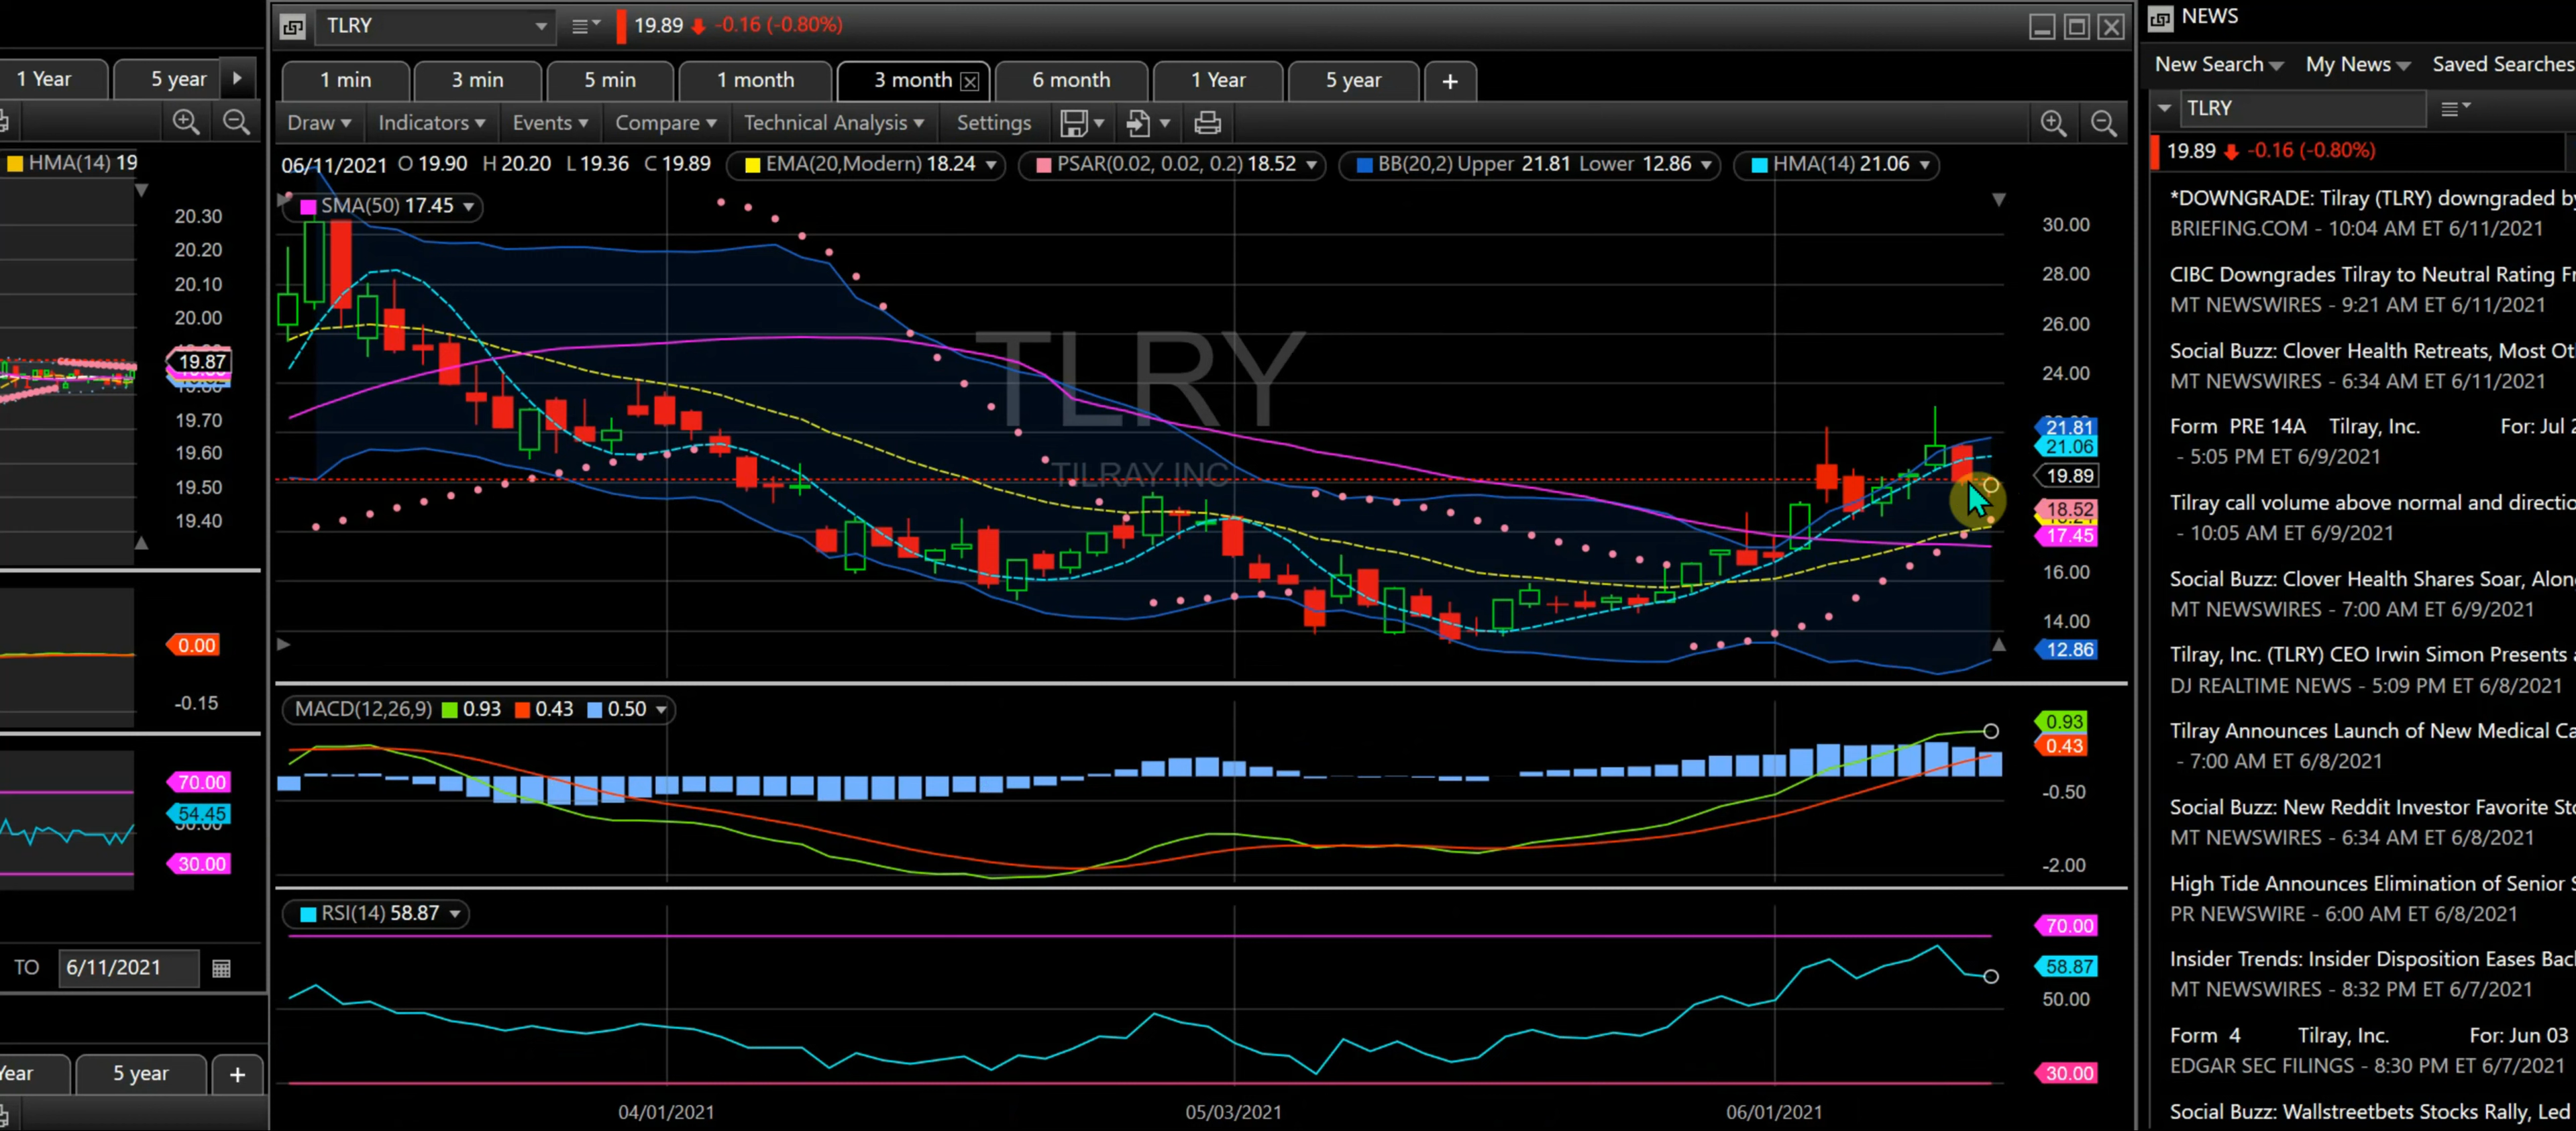 1 Year 5 year
HMA(14) 19
20.30
20.20
20.10
20.00
19.87
19.70
19.60
19.50
19.40
0.00
-0.15
70.00
54.45
30.00
TO 6/11/2021
5 year +
TLRY 19.89 -0.16 (-0.80%)
1 min 3 min 5 min 1 month 3 month 6 month 1 Year 5 year +
Draw Indicators Events Compare Technical Analysis Settings
06/11/2021 O 19.90 H 20.20 L 19.36 C 19.89 EMA(20,Modern) 18.24 PSAR(0.02, 0.02, 0.2) 18.52 BB(20,2) Upper 21.81 Lower 12.86 HMA(14) 21.06
SMA(50) 17.45
TLRY
TILRAY INC
30.00
28.00
26.00
24.00
21.81
21.06
19.89
18.52
17.45
16.00
14.00
12.86
MACD(12,26,9) 0.93 0.43 0.50
0.93
0.43
-0.50
-2.00
RSI(14) 58.87
70.00
58.87
50.00
30.00
04/01/2021 05/03/2021 06/01/2021
NEWS
New Search My News Saved Searches
TLRY
19.89 -0.16 (-0.80%)
*DOWNGRADE: Tilray (TLRY) downgraded by
BRIEFING.COM - 10:04 AM ET 6/11/2021
CIBC Downgrades Tilray to Neutral Rating
MT NEWSWIRES - 9:21 AM ET 6/11/2021
Social Buzz: Clover Health Retreats, Most
MT NEWSWIRES - 6:34 AM ET 6/11/2021
Form PRE 14A Tilray, Inc. For: Jul
- 5:05 PM ET 6/9/2021
Tilray call volume above normal and
- 10:05 AM ET 6/9/2021
Social Buzz: Clover Health Shares Soar,
MT NEWSWIRES - 7:00 AM ET 6/9/2021
Tilray, Inc. (TLRY) CEO Irwin Simon Presents
DJ REALTIME NEWS - 5:09 PM ET 6/8/2021
Tilray Announces Launch of New Medical
- 7:00 AM ET 6/8/2021
Social Buzz: New Reddit Investor Favorite
MT NEWSWIRES - 6:34 AM ET 6/8/2021
High Tide Announces Elimination of Senior
PR NEWSWIRE - 6:00 AM ET 6/8/2021
Insider Trends: Insider Disposition Eases
MT NEWSWIRES - 8:32 PM ET 6/7/2021
Form 4 Tilray, Inc. For: Jun 03
EDGAR SEC FILINGS - 8:30 PM ET 6/7/2021
Social Buzz: Wallstreetbets Stocks Rally, Led